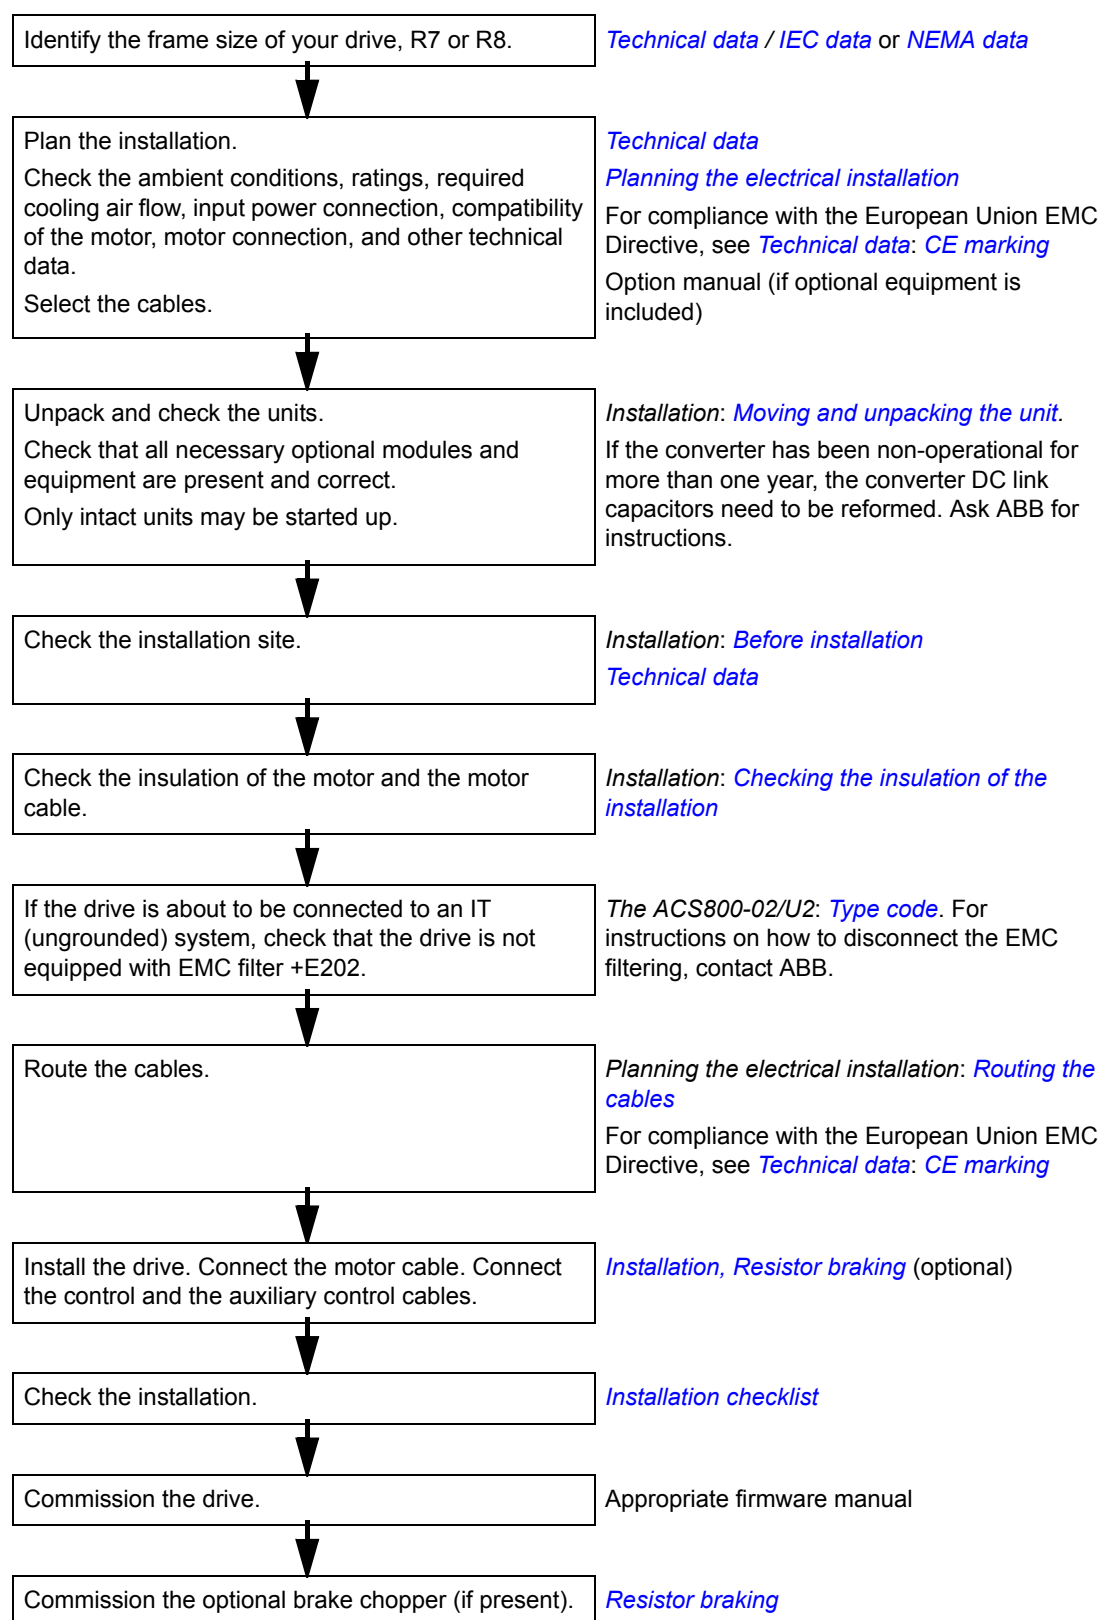 Identify the frame size of your drive, R7 or R8.
Technical data / IEC data or NEMA data
Plan the installation.
Check the ambient conditions, ratings, required
cooling air flow, input power connection, compatibility
of the motor, motor connection, and other technical
data.
Select the cables.
Technical data
Planning the electrical installation
For compliance with the European Union EMC
Directive, see Technical data: CE marking
Option manual (if optional equipment is
included)
Unpack and check the units.
Check that all necessary optional modules and
equipment are present and correct.
Only intact units may be started up.
Installation: Moving and unpacking the unit.
If the converter has been non-operational for
more than one year, the converter DC link
capacitors need to be reformed. Ask ABB for
instructions.
Check the installation site.
Installation: Before installation
Technical data
Check the insulation of the motor and the motor
cable.
Installation: Checking the insulation of the
installation
If the drive is about to be connected to an IT
(ungrounded) system, check that the drive is not
equipped with EMC filter +E202.
The ACS800-02/U2: Type code. For
instructions on how to disconnect the EMC
filtering, contact ABB.
Route the cables.
Planning the electrical installation: Routing the
cables
For compliance with the European Union EMC
Directive, see Technical data: CE marking
Install the drive. Connect the motor cable. Connect
the control and the auxiliary control cables.
Installation, Resistor braking (optional)
Check the installation.
Installation checklist
Commission the drive.
Appropriate firmware manual
Commission the optional brake chopper (if present).
Resistor braking